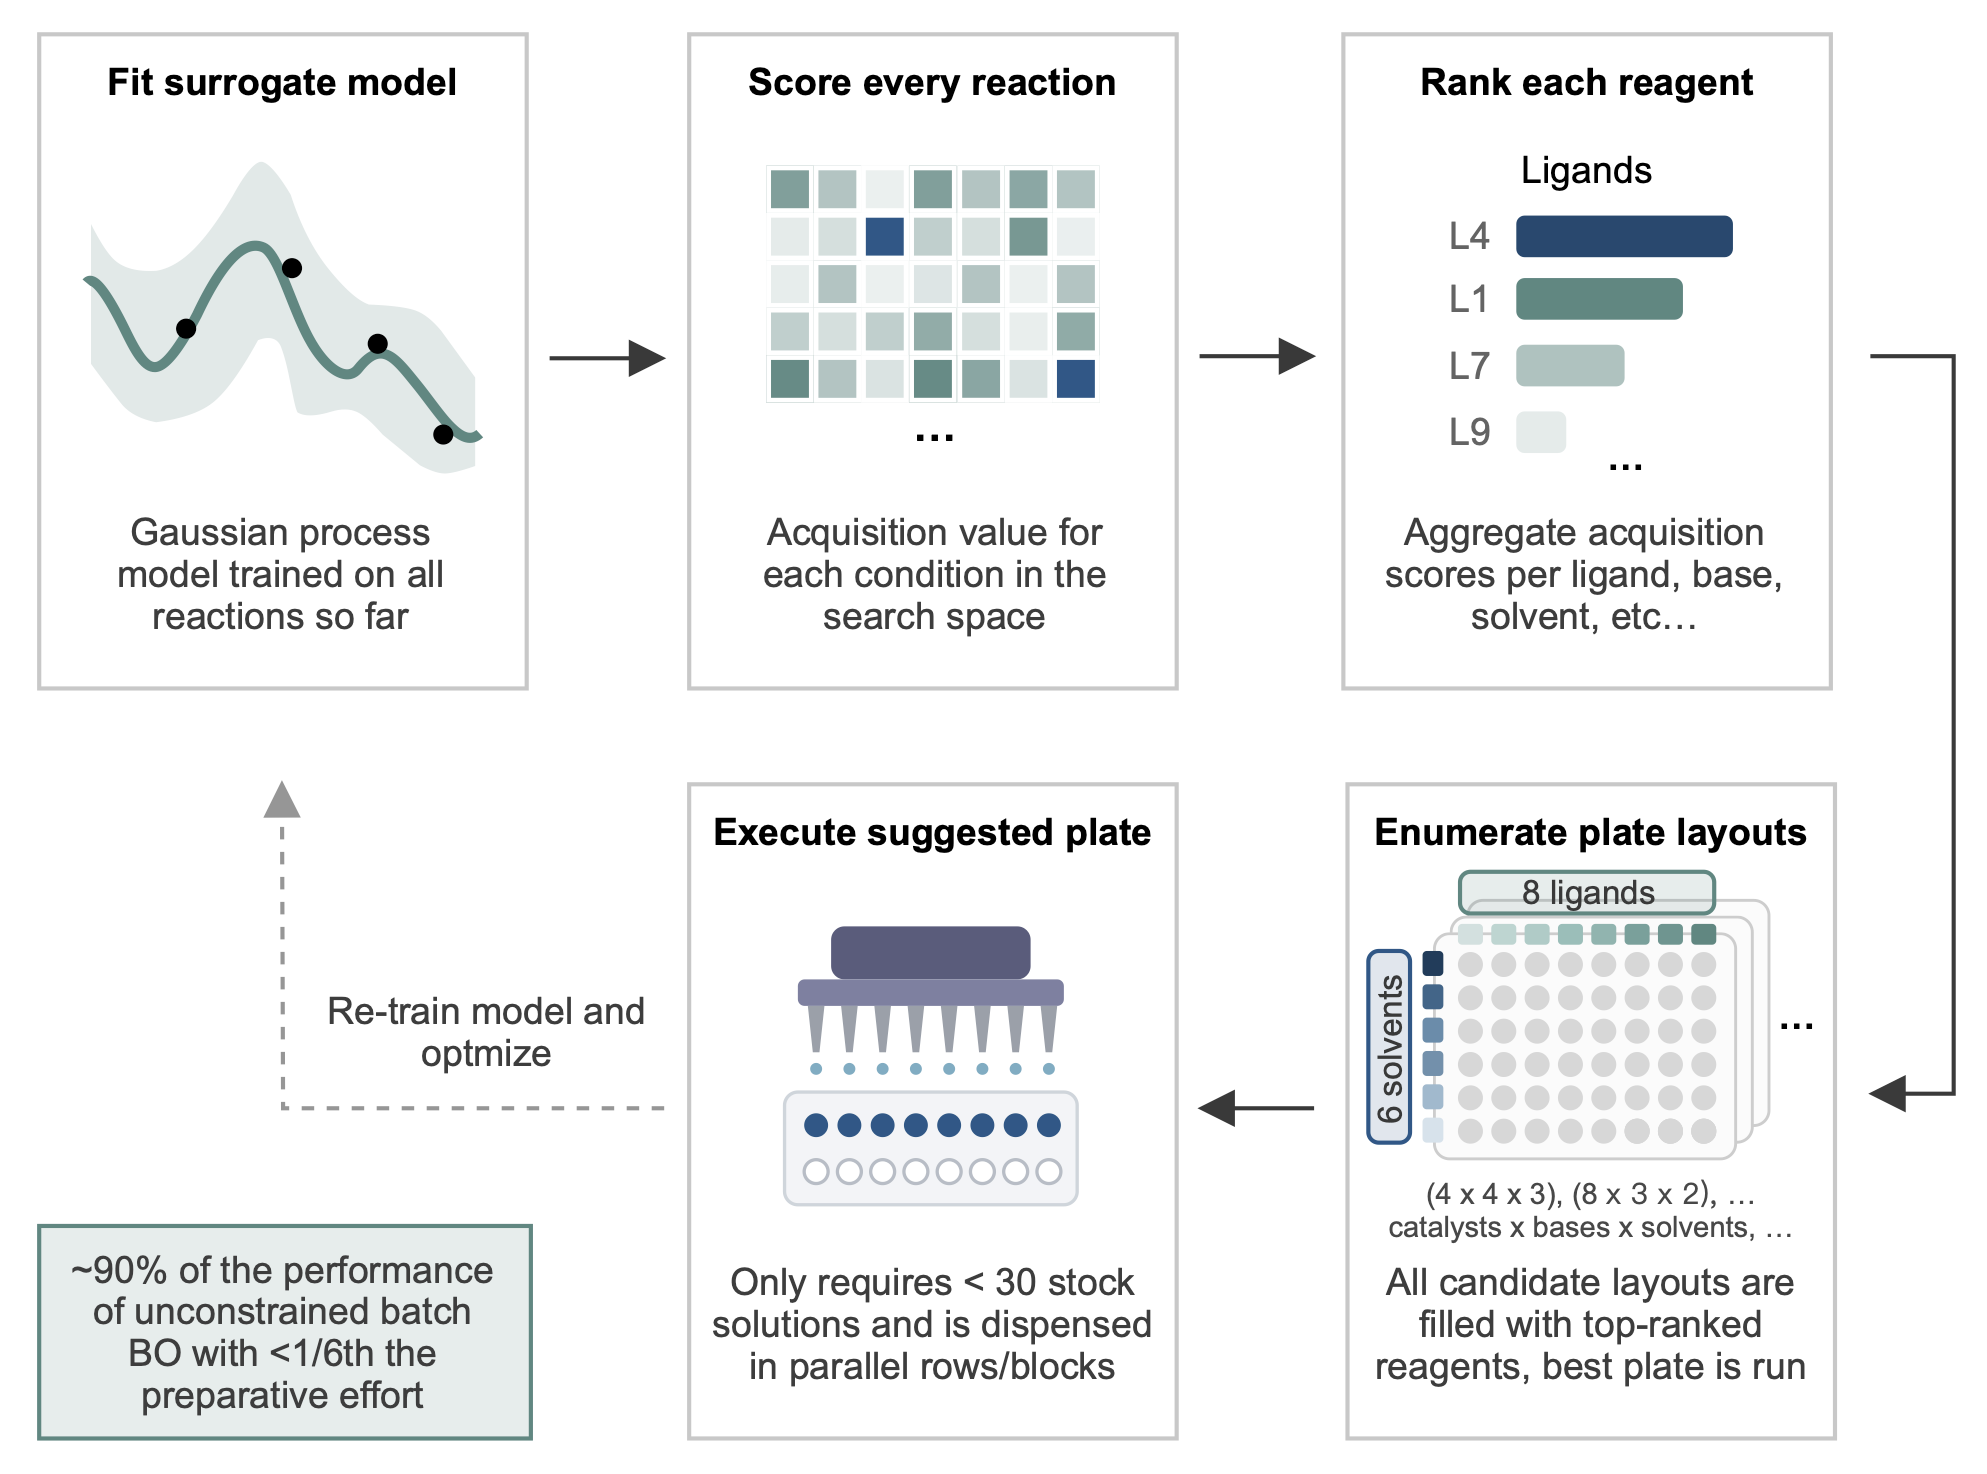 Fit surrogate model
Gaussian process
model trained on all
reactions so far
Score every reaction
...
Acquisition value for
each condition in the
search space
Rank each reagent
Ligands
L4
L1
L7
L9
...
Aggregate acquisition
scores per ligand, base,
solvent, etc...
Enumerate plate layouts
8 ligands
6 solvents
...
(4 x 4 x 3), (8 x 3 x 2), ...
catalysts x bases x solvents, ...
All candidate layouts are
filled with top-ranked
reagents, best plate is run
Execute suggested plate
Only requires < 30 stock
solutions and is dispensed
in parallel rows/blocks
Re-train model and
optmize
~90% of the performance
of unconstrained batch
BO with <1/6th the
preparative effort